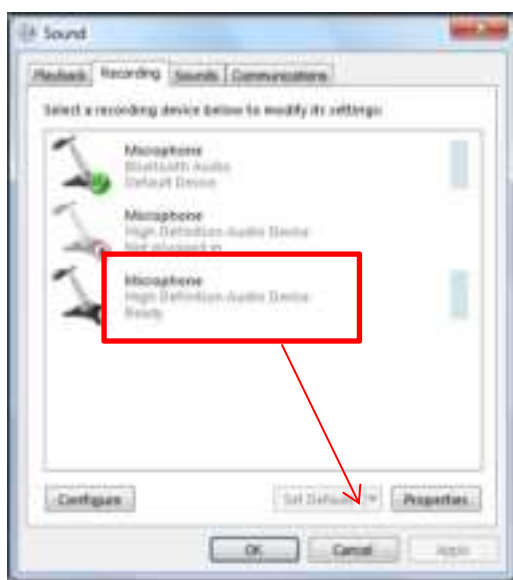 Sound
Playback Recording Sounds Communications
Select a recording device below to modify its settings:
Microphone
Bluetooth Audio
Default Device
Microphone
High Definition Audio Device
Not plugged in
Microphone
High Definition Audio Device
Ready
Configure Set Default Properties
OK Cancel Apply